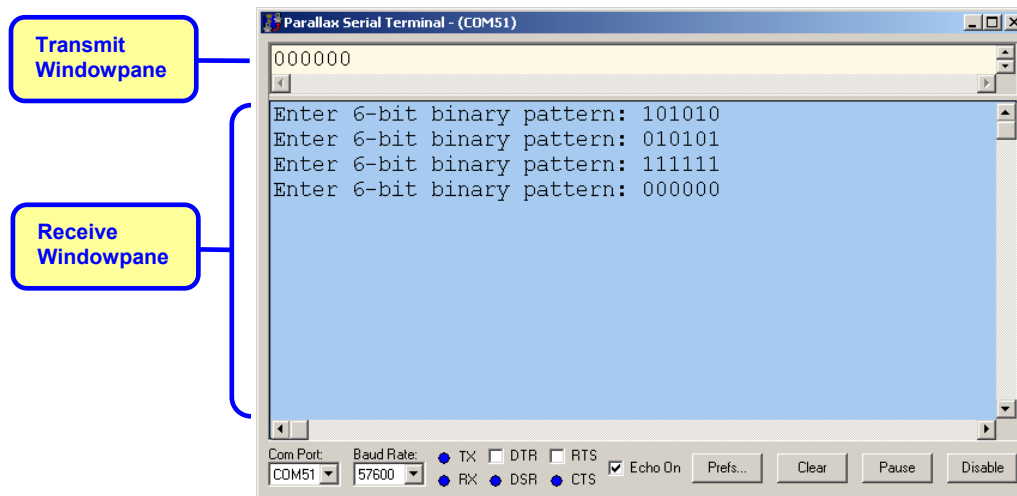 Transmit
Windowpane
Receive
Windowpane
Parallax Serial Terminal - (COM51)
000000
Enter 6-bit binary pattern: 101010
Enter 6-bit binary pattern: 010101
Enter 6-bit binary pattern: 111111
Enter 6-bit binary pattern: 000000
Com Port:
COM51
Baud Rate:
57600
TX DTR RTS
RX DSR CTS
Echo On
Prefs...
Clear
Pause
Disable